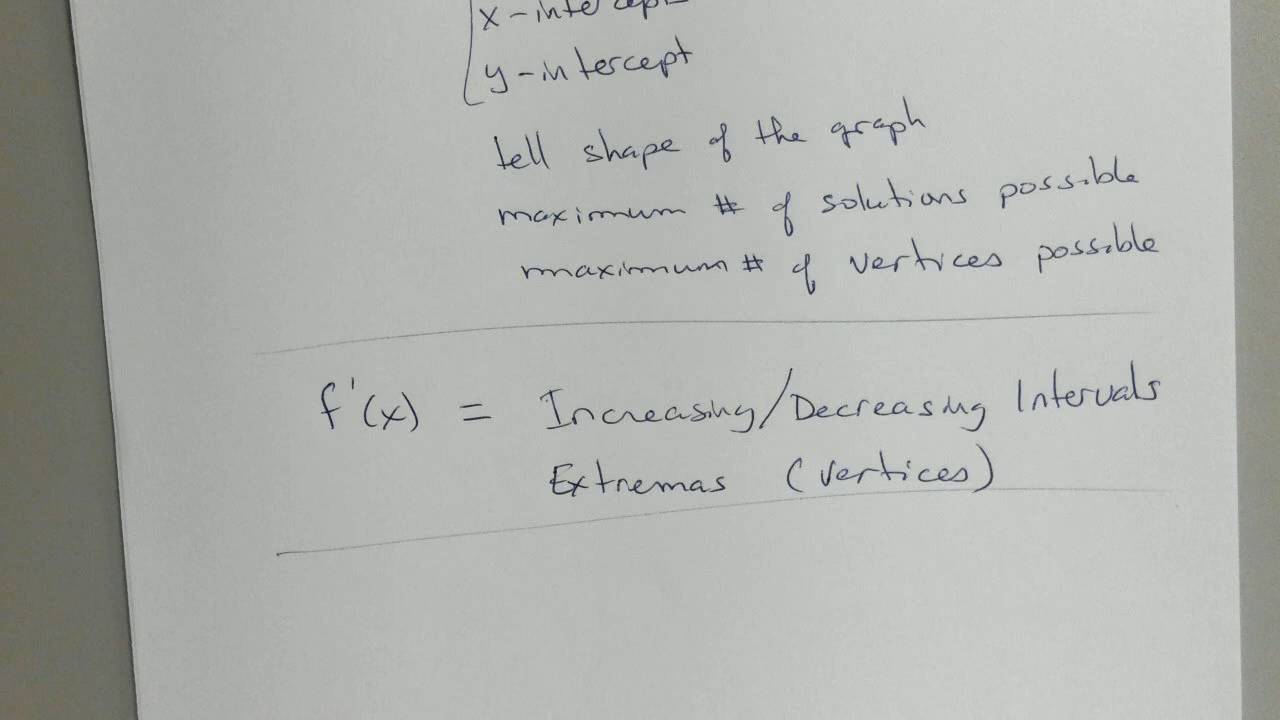 x-intercept
y-intercept
tell shape of the graph
maximum # of solutions possible
maximum # of vertices possible
f'(x) = Increasing/Decreasing Intervals
Extremas (vertices)